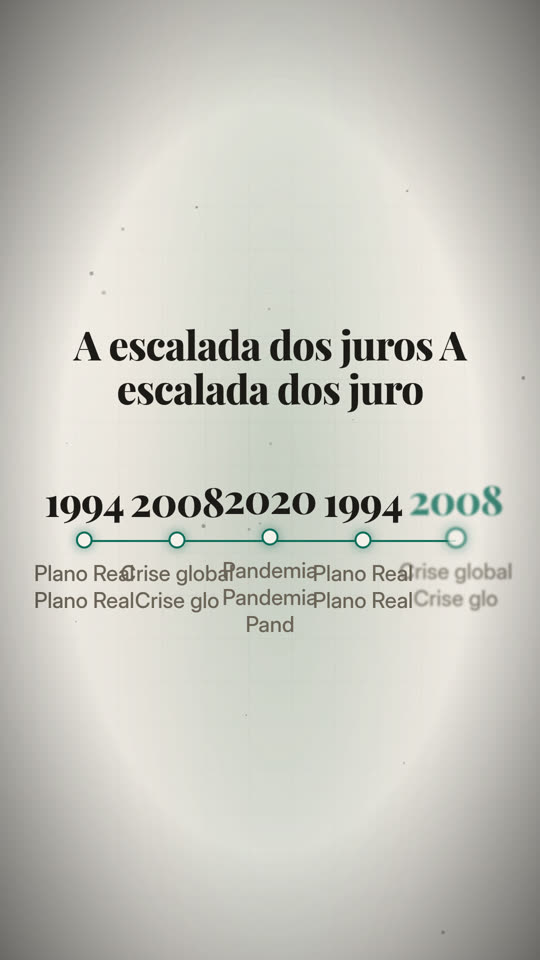 A escalada dos juros A
escalada dos juro
1994 2008 2020 1994 2008
Plano Real Crise global Pandemia Plano Real Crise global
Plano Real Crise glo Pandemia Plano Real Crise glo
Pand